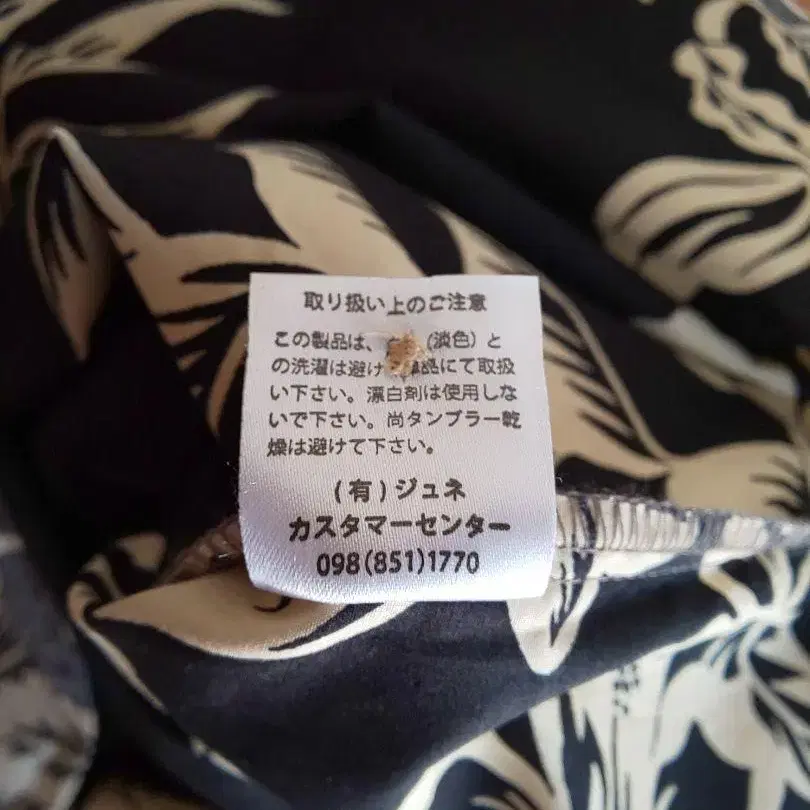 取り扱い上のご注意
この製品は、(淡色)と
の洗濯は避け品にて取扱
い下さい。漂白剤は使用しな
いで下さい。尚タンブラー乾
燥は避けて下さい。
(有)ジュネ
カスタマーセンター
098(851)1770